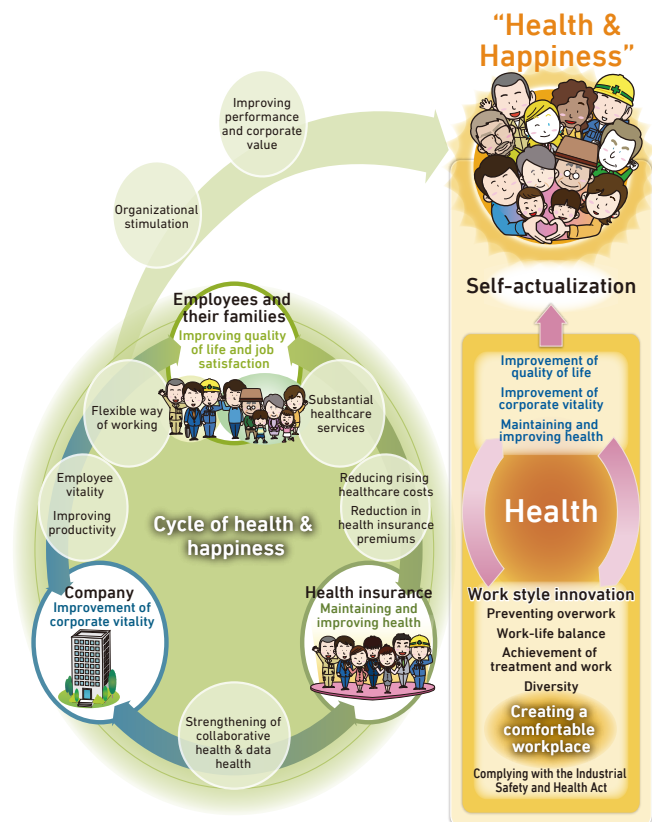 “Health &
Happiness”
Improving
performance
and corporate
value
Organizational
stimulation
Employees and
their families
Improving quality
of life and job
satisfaction
Flexible way
of working
Substantial
healthcare
services
Employee
vitality
Improving
productivity
Reducing rising
healthcare costs
Reduction in
health insurance
premiums
Cycle of health &
happiness
Company
Improvement of
corporate vitality
Health insurance
Maintaining and
improving health
Strengthening of
collaborative
health & data
health
Self-actualization
Improvement of
quality of life
Improvement of
corporate vitality
Maintaining and
improving health
Health
Work style innovation
Preventing overwork
Work-life balance
Achievement of
treatment and work
Diversity
Creating a
comfortable
workplace
Complying with the Industrial
Safety and Health Act